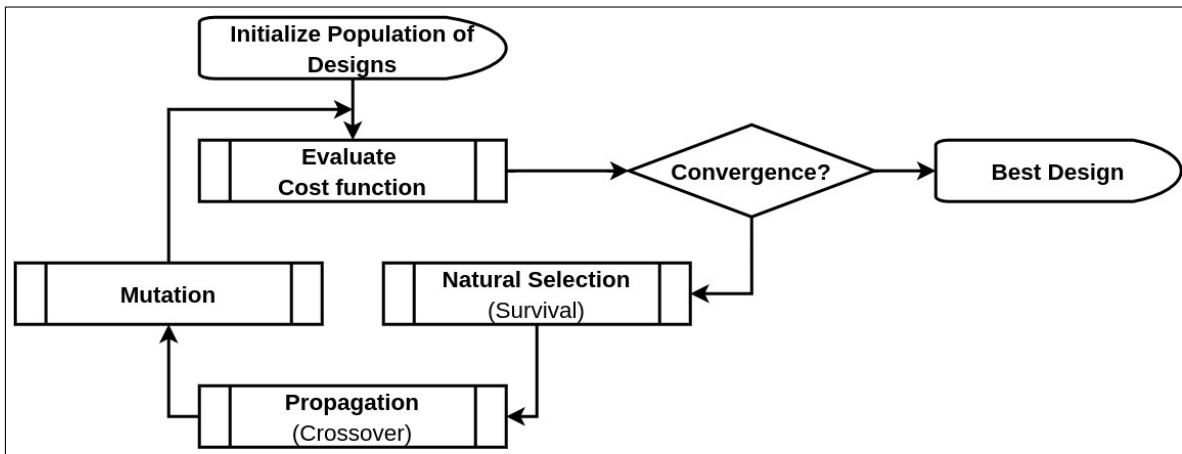 Initialize Population of
Designs
Evaluate
Cost function
Convergence?
Best Design
Natural Selection
(Survival)
Mutation
Propagation
(Crossover)